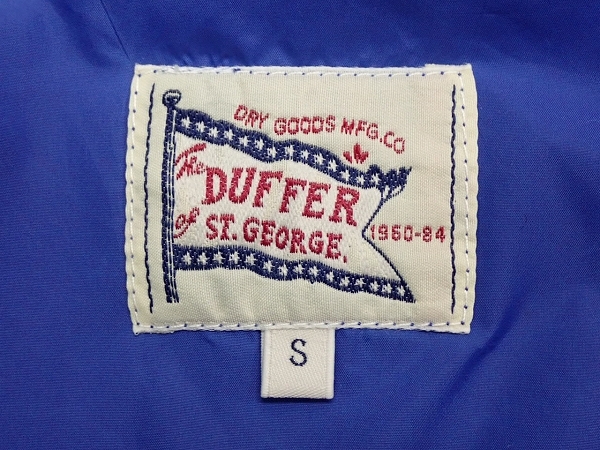 DRY GOODS MFG.CO
The
DUFFER
of ST. GEORGE.
1960-84
S